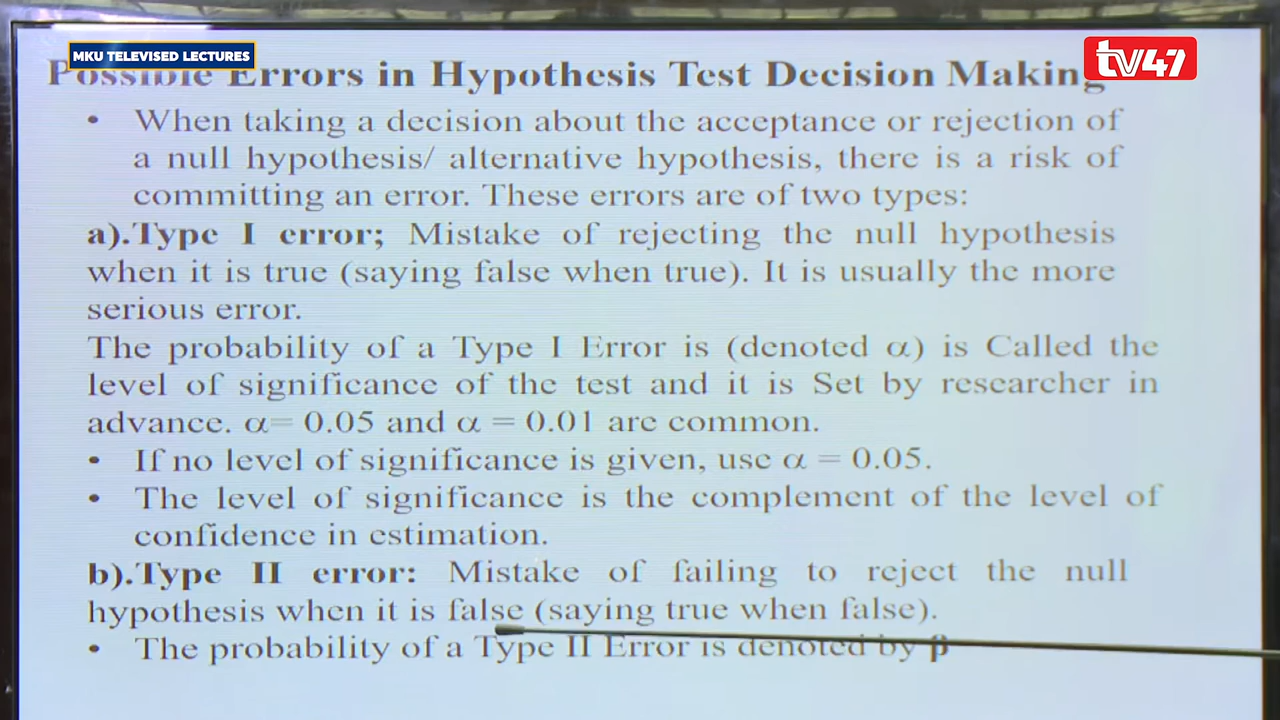 MKU TELEVISED LECTURES
tv47
Possible Errors in Hypothesis Test Decision Making
• When taking a decision about the acceptance or rejection of
a null hypothesis/ alternative hypothesis, there is a risk of
committing an error. These errors are of two types:
a).Type I error; Mistake of rejecting the null hypothesis
when it is true (saying false when true). It is usually the more
serious error.
The probability of a Type I Error is (denoted α) is Called the
level of significance of the test and it is Set by researcher in
advance. α= 0.05 and α = 0.01 are common.
• If no level of significance is given, use α = 0.05.
• The level of significance is the complement of the level of
confidence in estimation.
b).Type II error: Mistake of failing to reject the null
hypothesis when it is false (saying true when false).
• The probability of a Type II Error is denoted by β